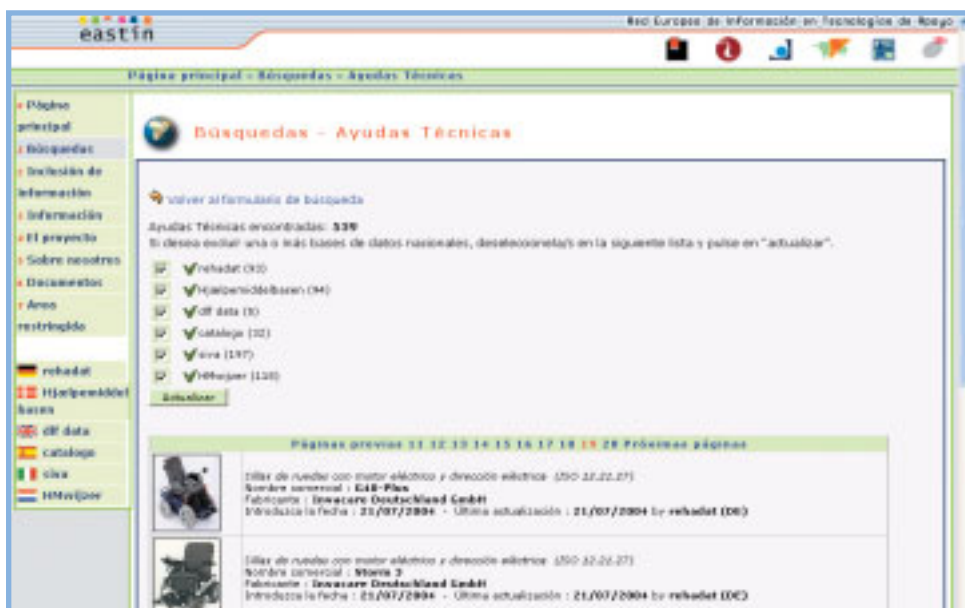 eastin
Red Europea de Información en Tecnologías de Apoyo
Página principal - Búsquedas - Ayudas Técnicas
Página
principal
Búsquedas
Inclusión de
información
Información
El proyecto
Sobre nosotros
Documentos
Area
restringida
rehadat
Hjælpemiddel
basen
dlf data
catalogo
siva
HMwijzer
Búsquedas - Ayudas Técnicas
Volver al formulario de búsqueda
Ayudas Técnicas encontradas: 539
Si desea excluir una o más bases de datos nacionales, deselecciónela/s en la siguiente lista y pulse en "actualizar".
rehadat (93)
Hjælpemiddelbasen (94)
dlf data (5)
catalogo (32)
siva (197)
HMwijzer (118)
Actualizar
Páginas previas 11 12 13 14 15 16 17 18 19 20 Próximas páginas
Sillas de ruedas con motor eléctrico y dirección eléctrica (ISO 12.21.27)
Nombre comercial : G40-Plus
Fabricante : Invacare Deutschland GmbH
Introduzca la fecha : 21/07/2004 - Última actualización : 21/07/2004 by rehadat (DE)
Sillas de ruedas con motor eléctrico y dirección eléctrica (ISO 12.21.27)
Nombre comercial : Storm 3
Fabricante : Invacare Deutschland GmbH
Introduzca la fecha : 21/07/2004 - Última actualización : 21/07/2004 by rehadat (DE)